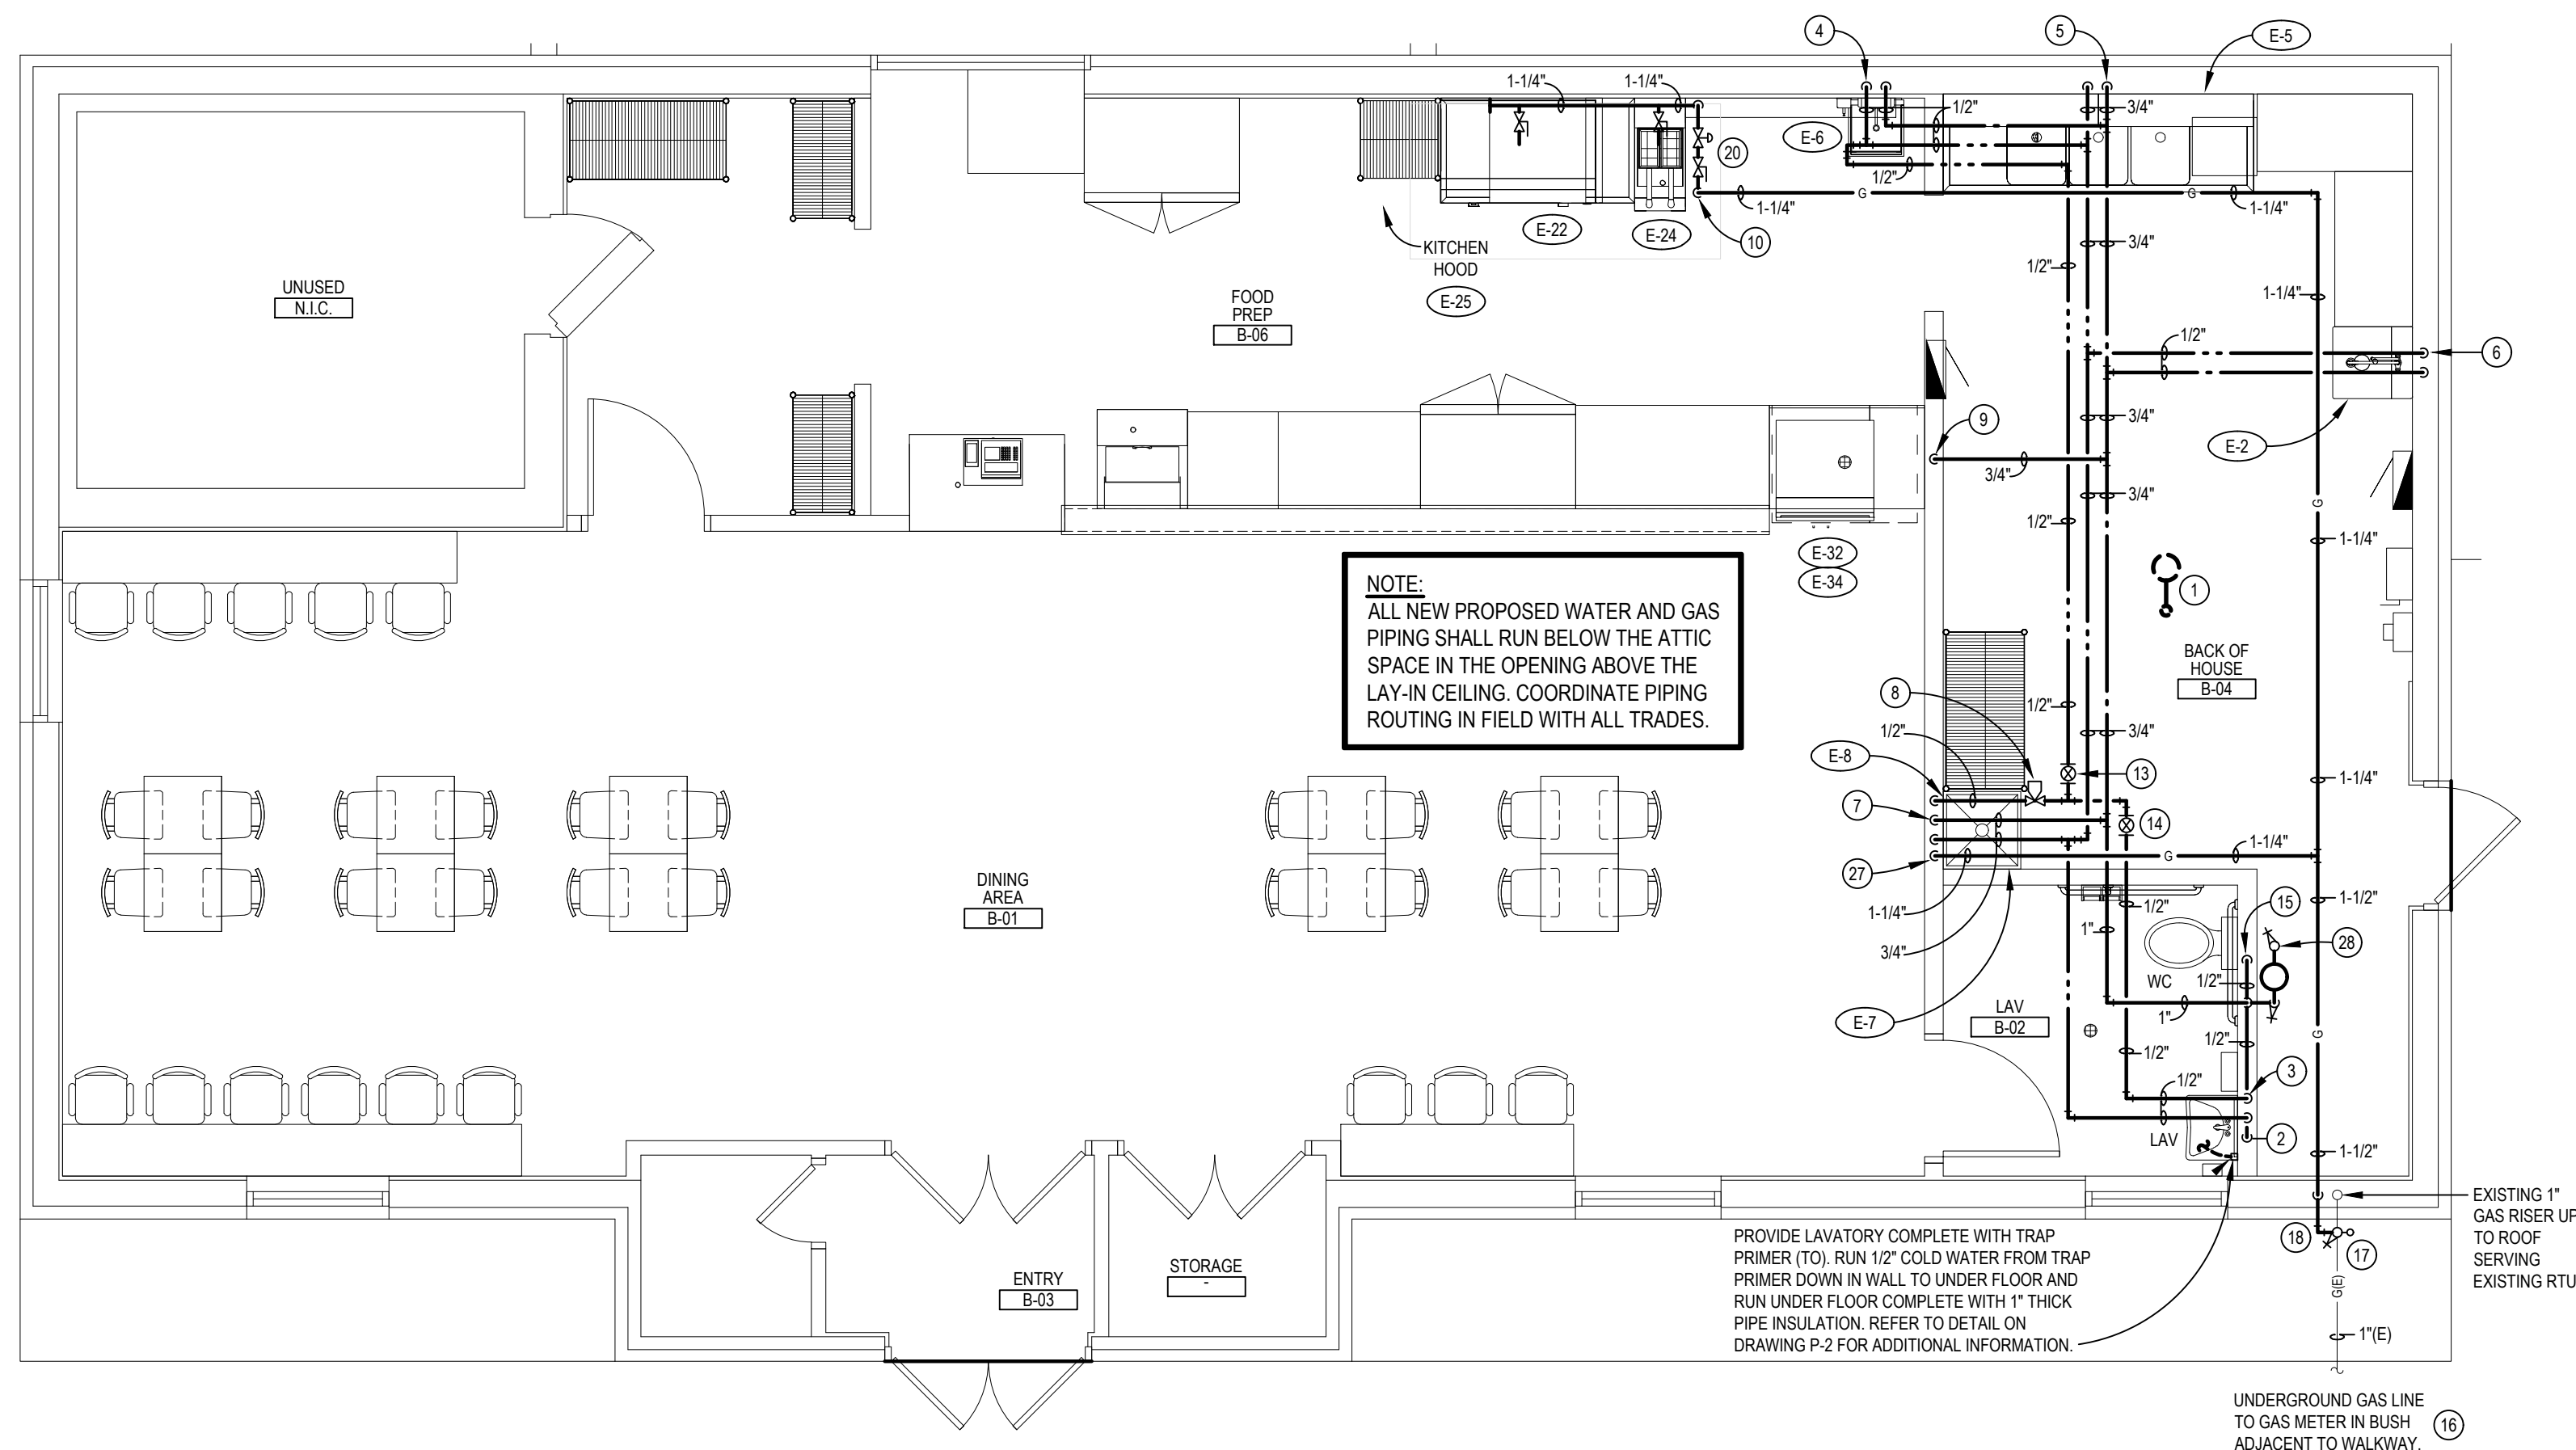 4
5
E-5
1-1/4"
1-1/4"
1/2"
3/4"
E-6
20
1/2"
1-1/4"
G
G
1-1/4"
E-22
E-24
10
KITCHEN
HOOD
E-25
3/4"
1/2"
UNUSED
N.I.C.
FOOD
PREP
B-06
1-1/4"
1/2"
6
9
3/4"
E-2
3/4"
3/4"
G
1/2"
1-1/4"
E-32
E-34
NOTE:
ALL NEW PROPOSED WATER AND GAS
PIPING SHALL RUN BELOW THE ATTIC
SPACE IN THE OPENING ABOVE THE
LAY-IN CEILING. COORDINATE PIPING
ROUTING IN FIELD WITH ALL TRADES.
1
BACK OF
HOUSE
B-04
8
1/2"
1/2"
3/4"
E-8
13
1-1/4"
7
14
1-1/4"
G
27
DINING
AREA
B-01
1-1/4"
1/2"
15
1-1/2"
1"
28
3/4"
WC
1/2"
E-7
LAV
B-02
1"
G
1/2"
1/2"
3
1/2"
LAV
2
1-1/2"
EXISTING 1"
GAS RISER UP
TO ROOF
SERVING
EXISTING RTU
PROVIDE LAVATORY COMPLETE WITH TRAP
PRIMER (TO). RUN 1/2" COLD WATER FROM TRAP
PRIMER DOWN IN WALL TO UNDER FLOOR AND
RUN UNDER FLOOR COMPLETE WITH 1" THICK
PIPE INSULATION. REFER TO DETAIL ON
DRAWING P-2 FOR ADDITIONAL INFORMATION.
18
17
STORAGE
-
ENTRY
B-03
G(E)
1"(E)
UNDERGROUND GAS LINE
TO GAS METER IN BUSH
ADJACENT TO WALKWAY.
16